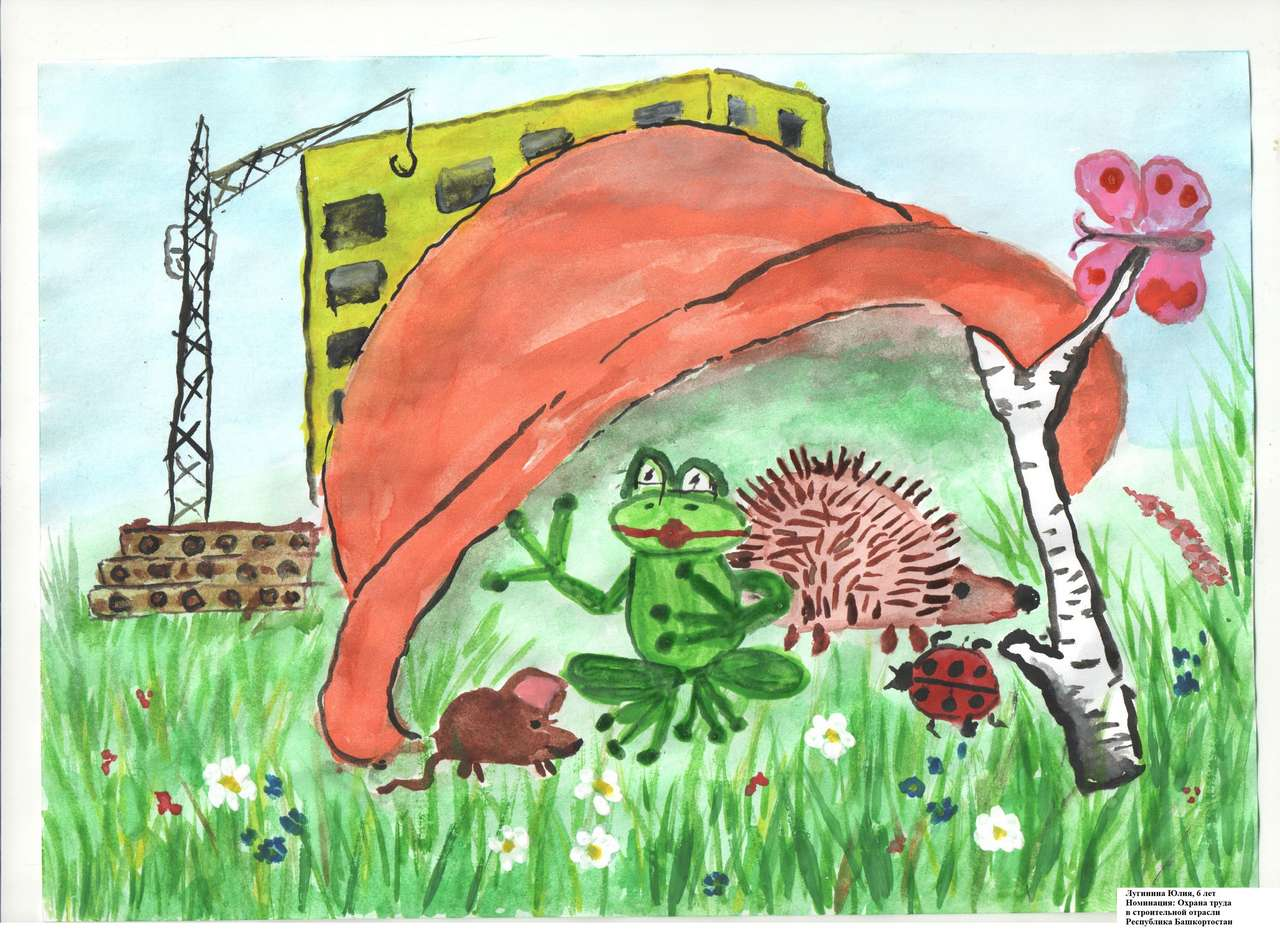 Лугинина Юлия, 6 лет
Номинация: Охрана труда
в строительной отрасли
Республика Башкортостан